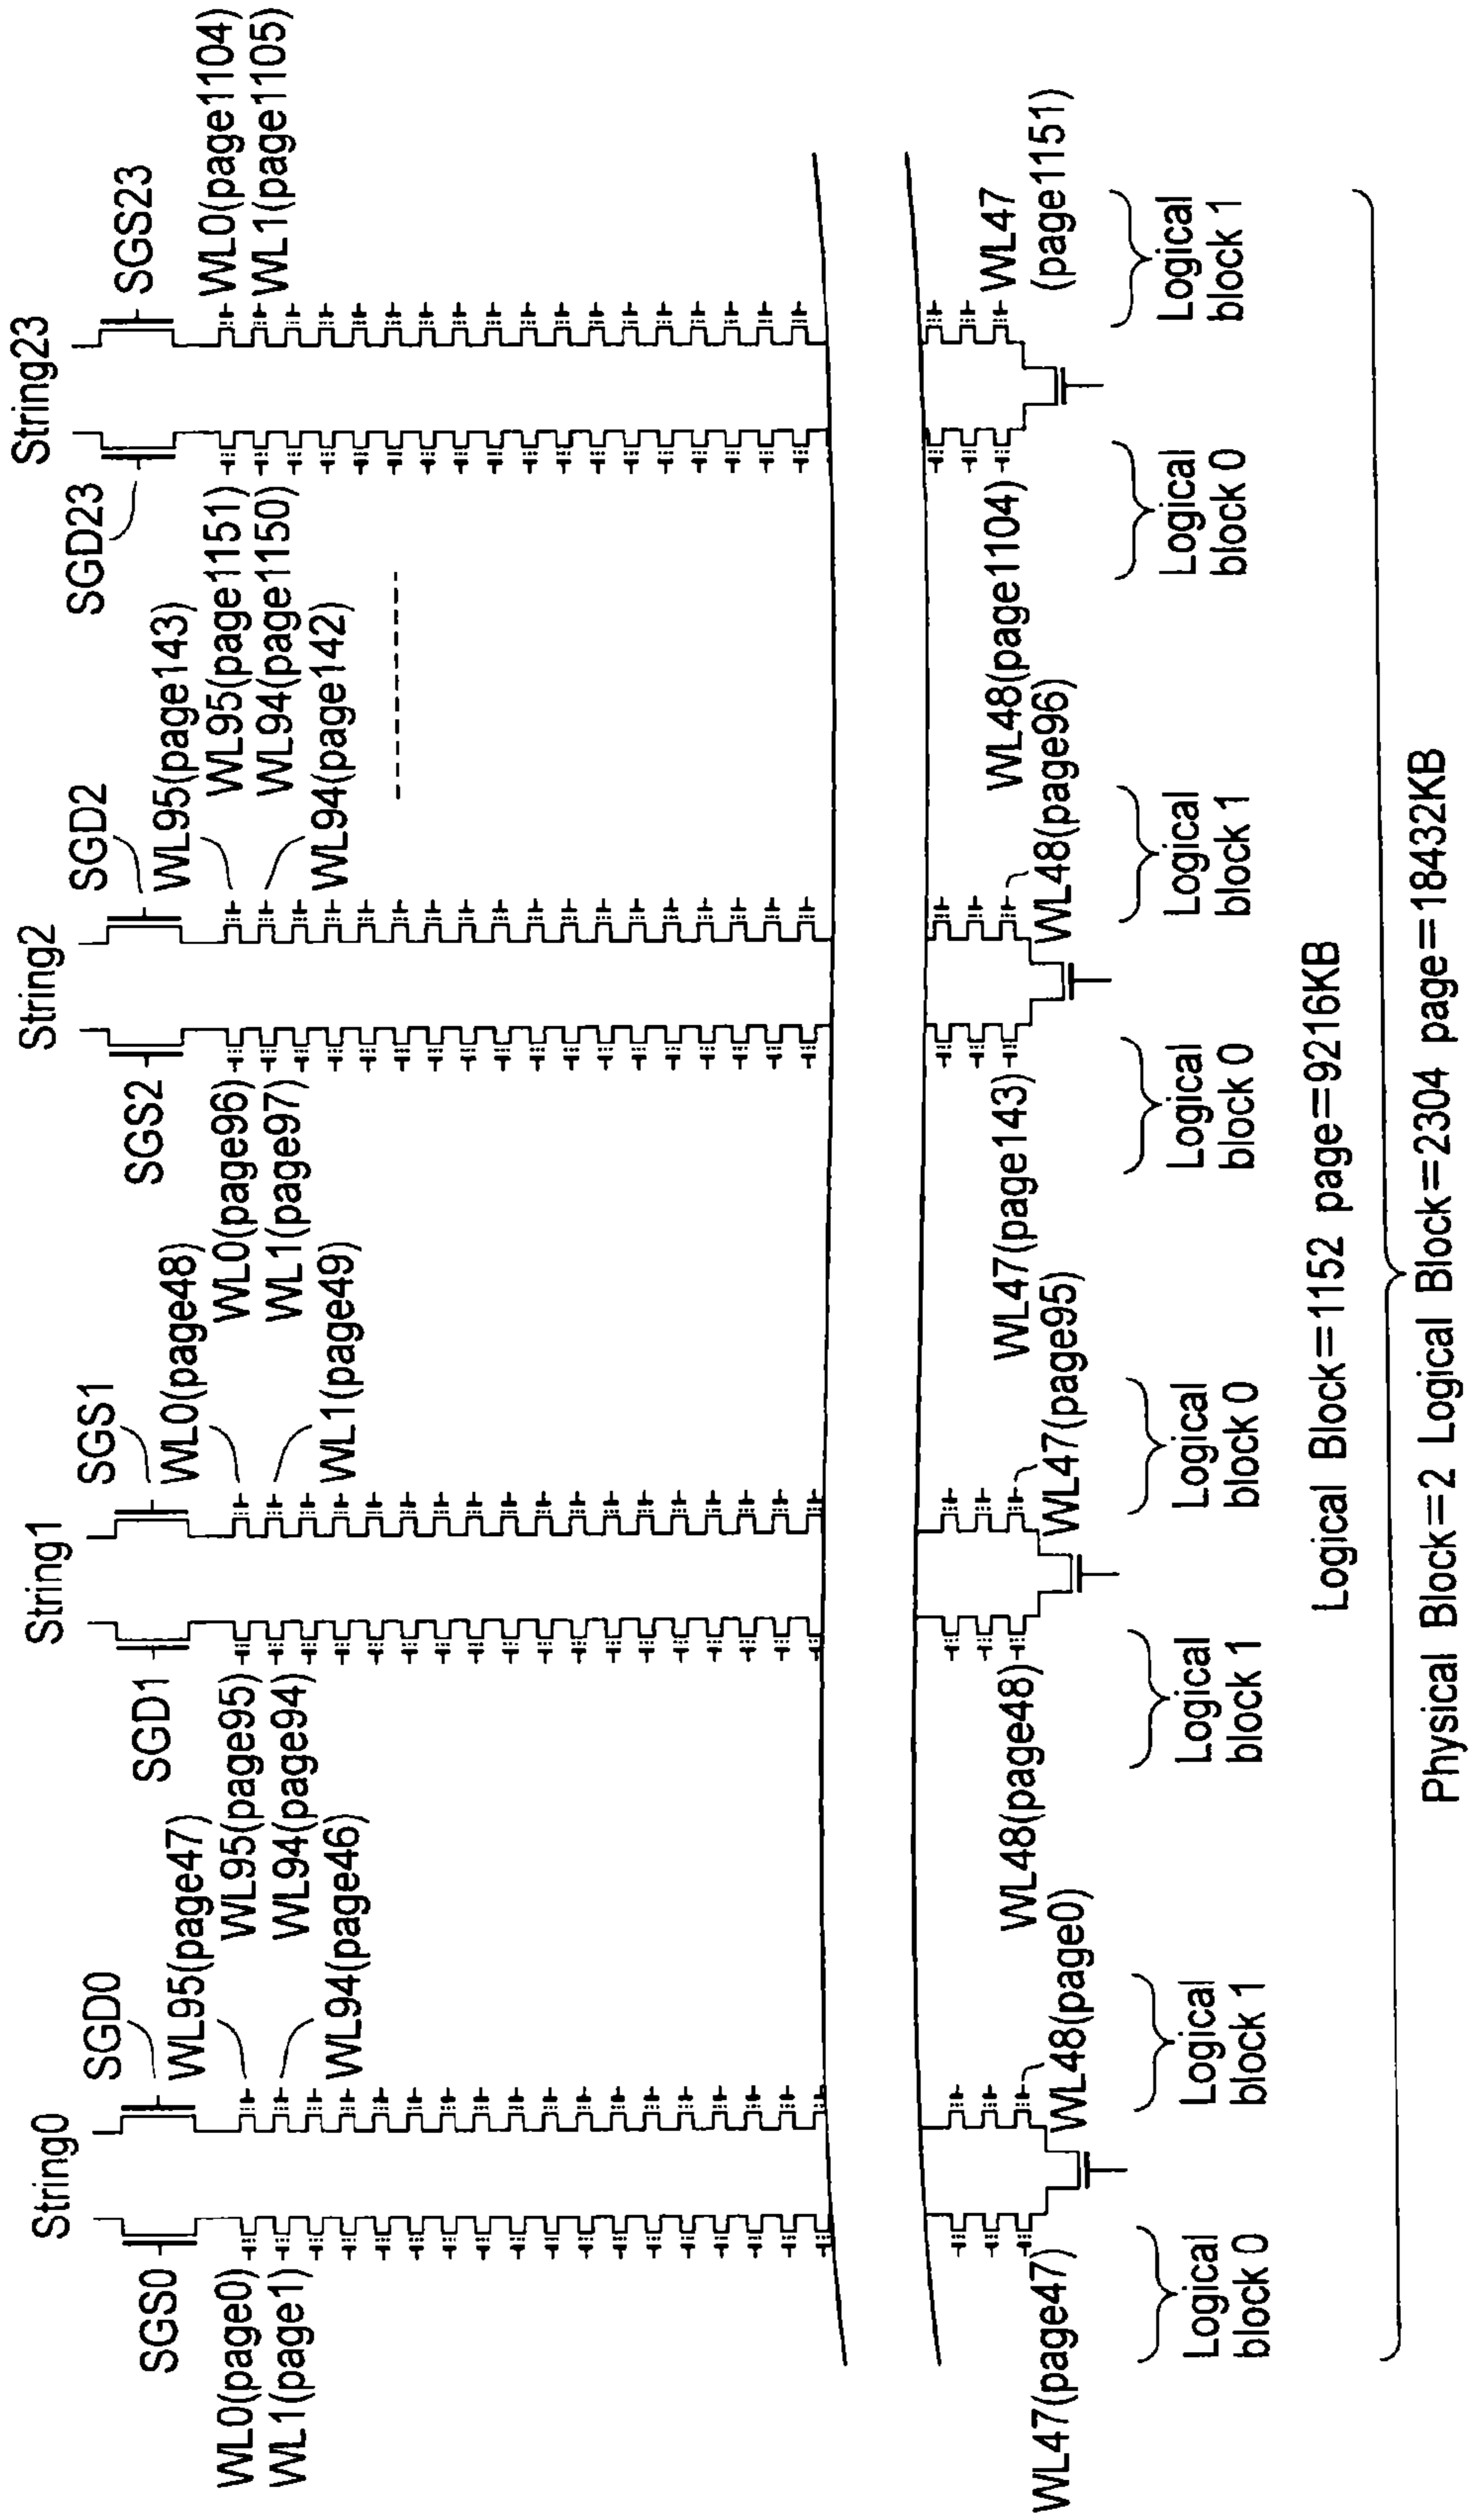 String0
String1
String2
String23
SGS0
SGD0
SGD1
SGS1
SGS2
SGD2
SGD23
SGS23
WL0(page0)
WL1(page1)
WL95(page47)
WL94(page46)
WL95(page95)
WL94(page94)
WL0(page48)
WL1(page49)
WL0(page96)
WL1(page97)
WL95(page143)
WL94(page142)
WL95(page1151)
WL94(page1150)
WL0(page1104)
WL1(page1105)
WL47(page47)
WL48(page0)
WL48(page48)
WL47(page95)
WL47(page143)
WL48(page96)
WL48(page1104)
WL47
(page1151)
Logical
block 0
Logical
block 1
Logical
block 1
Logical
block 0
Logical
block 0
Logical
block 1
Logical
block 0
Logical
block 1
Logical Block=1152 page=9216KB
Physical Block=2 Logical Block=2304 page=18432KB